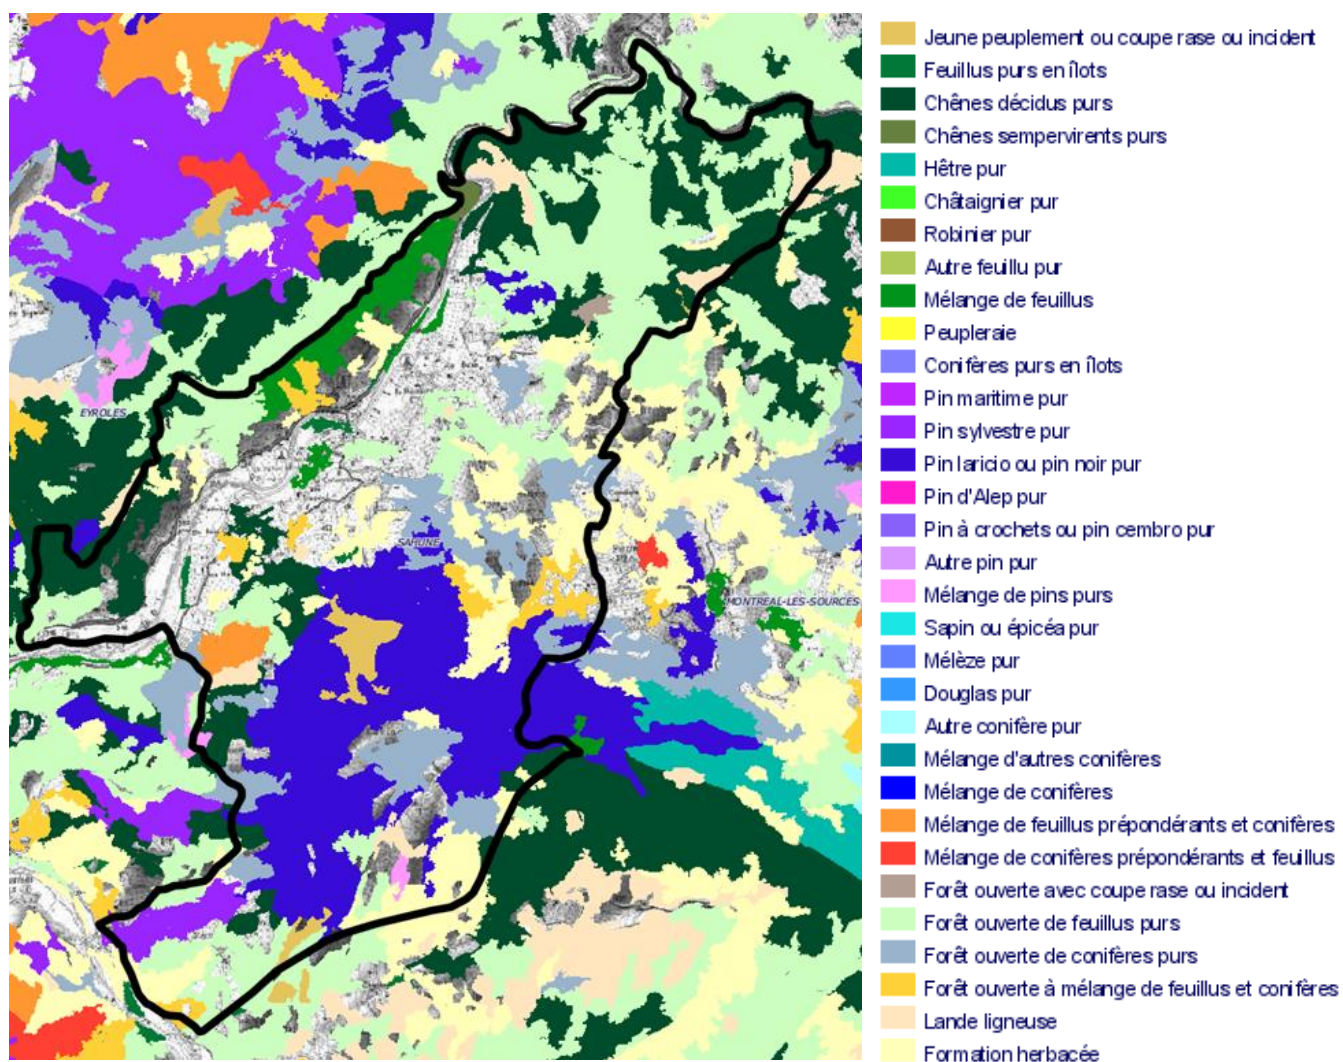 EYROLES
SAHUNE
MONTREAL-LES-SOURCES
Jeune peuplement ou coupe rase ou incident
Feuillus purs en îlots
Chênes décidus purs
Chênes sempervirents purs
Hêtre pur
Châtaignier pur
Robinier pur
Autre feuillu pur
Mélange de feuillus
Peupleraie
Conifères purs en îlots
Pin maritime pur
Pin sylvestre pur
Pin laricio ou pin noir pur
Pin d'Alep pur
Pin à crochets ou pin cembro pur
Autre pin pur
Mélange de pins purs
Sapin ou épicéa pur
Mélèze pur
Douglas pur
Autre conifère pur
Mélange d'autres conifères
Mélange de conifères
Mélange de feuillus prépondérants et conifères
Mélange de conifères prépondérants et feuillus
Forêt ouverte avec coupe rase ou incident
Forêt ouverte de feuillus purs
Forêt ouverte de conifères purs
Forêt ouverte à mélange de feuillus et conifères
Lande ligneuse
Formation herbacée